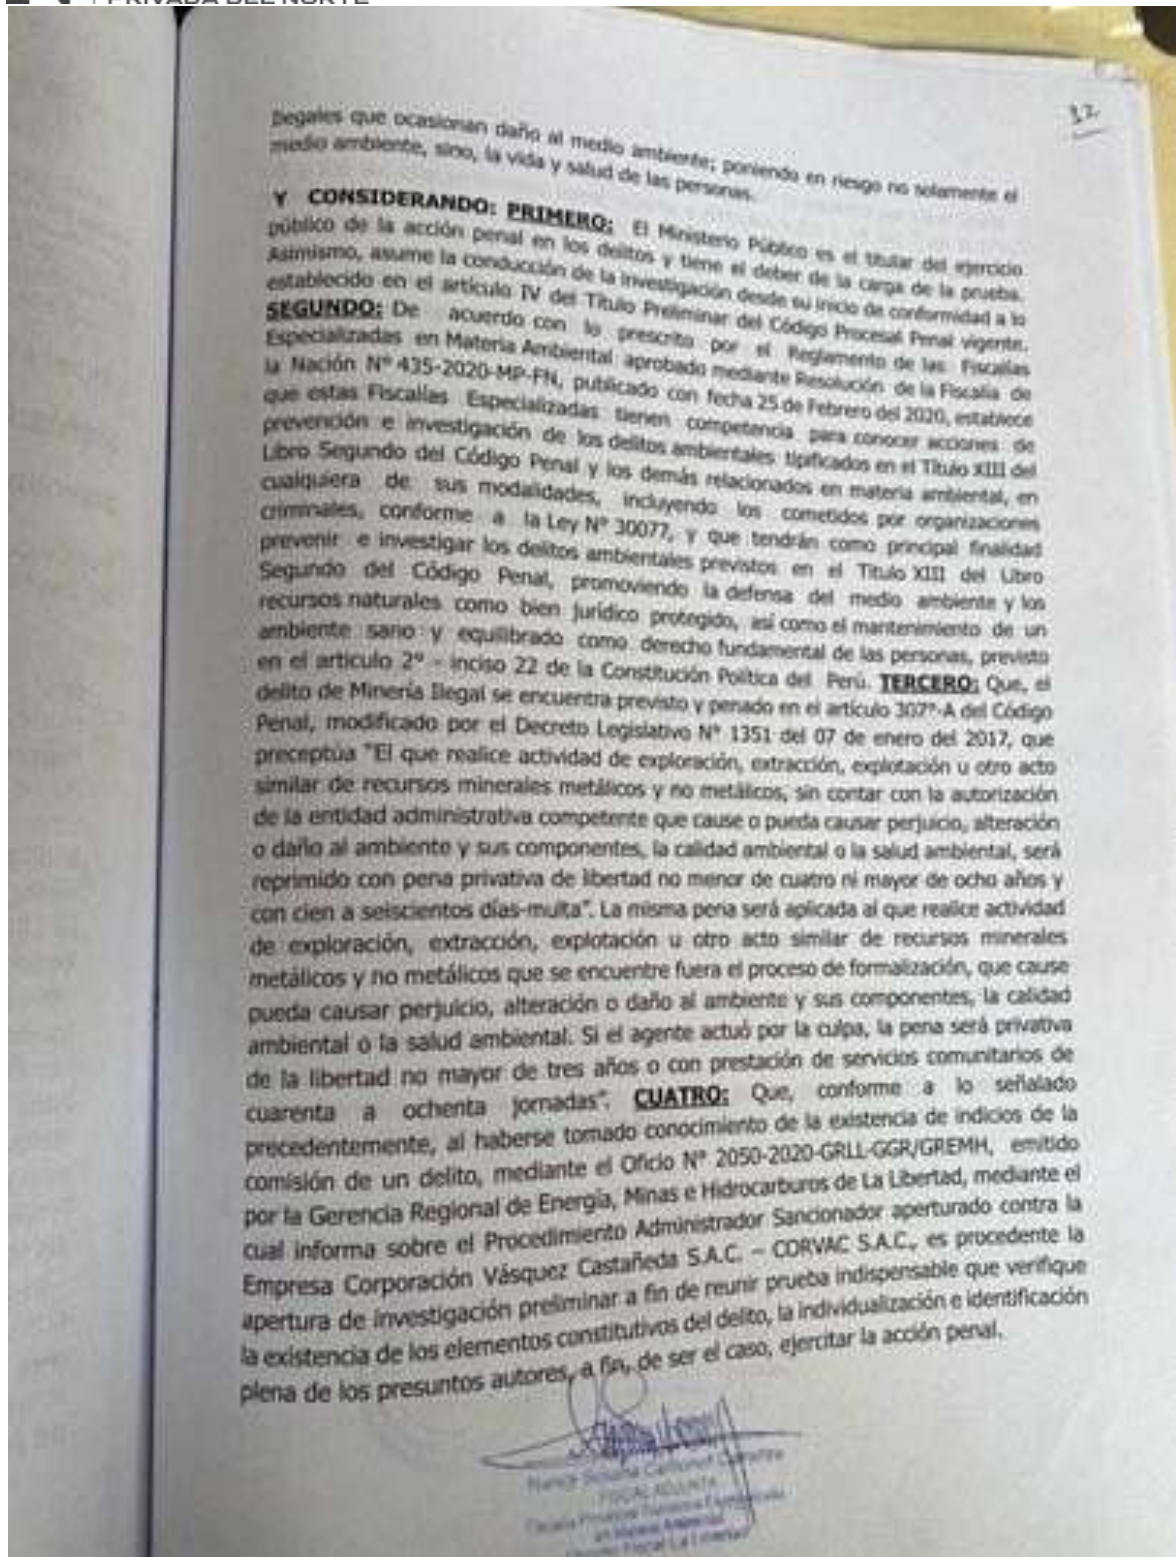 PRIVADA DEL NORTE
32
ilegales que ocasionan daño al medio ambiente; poniendo en riesgo no solamente el
medio ambiente, sino, la vida y salud de las personas.
Y CONSIDERANDO: PRIMERO: El Ministerio Público es el titular del ejercicio
público de la acción penal en los delitos y tiene el deber de la carga de la prueba.
Asimismo, asume la conducción de la investigación desde su inicio de conformidad a lo
establecido en el artículo IV del Título Preliminar del Código Procesal Penal vigente.
SEGUNDO: De acuerdo con lo prescrito por el Reglamento de las Fiscalías
Especializadas en Materia Ambiental aprobado mediante Resolución de la Fiscalía de
la Nación N° 435-2020-MP-FN, publicado con fecha 25 de Febrero del 2020, establece
que estas Fiscalías Especializadas tienen competencia para conocer acciones de
prevención e investigación de los delitos ambientales tipificados en el Título XIII del
Libro Segundo del Código Penal y los demás relacionados en materia ambiental, en
cualquiera de sus modalidades, incluyendo los cometidos por organizaciones
criminales, conforme a la Ley N° 30077, y que tendrán como principal finalidad
prevenir e investigar los delitos ambientales previstos en el Título XIII del Libro
Segundo del Código Penal, promoviendo la defensa del medio ambiente y los
recursos naturales como bien jurídico protegido, así como el mantenimiento de un
ambiente sano y equilibrado como derecho fundamental de las personas, previsto
en el artículo 2° - inciso 22 de la Constitución Política del Perú. TERCERO: Que, el
delito de Minería Ilegal se encuentra previsto y penado en el artículo 307°-A del Código
Penal, modificado por el Decreto Legislativo N° 1351 del 07 de enero del 2017, que
preceptúa "El que realice actividad de exploración, extracción, explotación u otro acto
similar de recursos minerales metálicos y no metálicos, sin contar con la autorización
de la entidad administrativa competente que cause o pueda causar perjuicio, alteración
o daño al ambiente y sus componentes, la calidad ambiental o la salud ambiental, será
reprimido con pena privativa de libertad no menor de cuatro ni mayor de ocho años y
con cien a seiscientos días-multa". La misma pena será aplicada al que realice actividad
de exploración, extracción, explotación u otro acto similar de recursos minerales
metálicos y no metálicos que se encuentre fuera el proceso de formalización, que cause
pueda causar perjuicio, alteración o daño al ambiente y sus componentes, la calidad
ambiental o la salud ambiental. Si el agente actuó por la culpa, la pena será privativa
de la libertad no mayor de tres años o con prestación de servicios comunitarios de
cuarenta a ochenta jornadas". CUATRO: Que, conforme a lo señalado
precedentemente, al haberse tomado conocimiento de la existencia de indicios de la
comisión de un delito, mediante el Oficio N° 2050-2020-GRLL-GGR/GREMH, emitido
por la Gerencia Regional de Energía, Minas e Hidrocarburos de La Libertad, mediante el
cual informa sobre el Procedimiento Administrador Sancionador aperturado contra la
Empresa Corporación Vásquez Castañeda S.A.C. – CORVAC S.A.C., es procedente la
apertura de investigación preliminar a fin de reunir prueba indispensable que verifique
la existencia de los elementos constitutivos del delito, la individualización e identificación
plena de los presuntos autores, a fin, de ser el caso, ejercitar la acción penal.
FISCAL ADJUNTA
en Materia Ambiental
Distrito Fiscal La Libertad